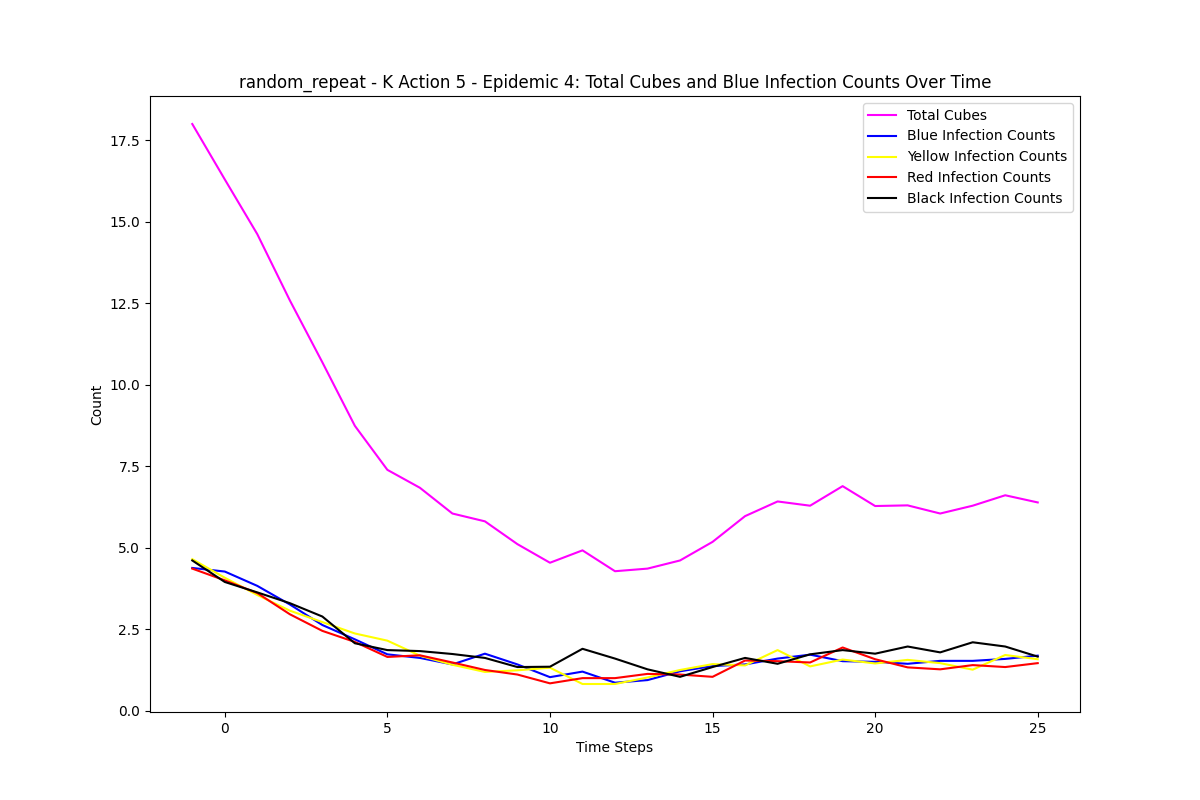 random_repeat - K Action 5 - Epidemic 4: Total Cubes and Blue Infection Counts Over Time
Total Cubes
Blue Infection Counts
Yellow Infection Counts
Red Infection Counts
Black Infection Counts
17.5
15.0
12.5
10.0
7.5
5.0
2.5
0.0
Count
0 5 10 15 20 25
Time Steps